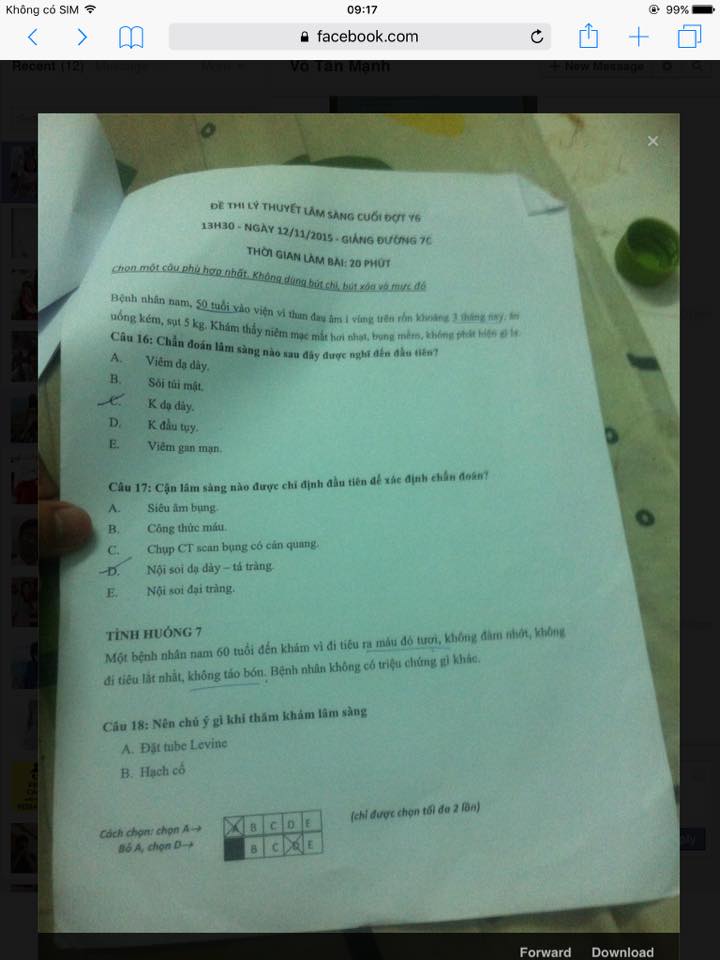 Không có SIM
09:17
99%
facebook.com
Recent (12)
Message
Võ Tấn Mạnh
+ New Message
ĐỀ THI LÝ THUYẾT LÂM SÀNG CUỐI ĐỢT Y6
13H30 - NGÀY 12/11/2015 - GIẢNG ĐƯỜNG 7C
THỜI GIAN LÀM BÀI: 20 PHÚT
Chọn một câu phù hợp nhất. Không dùng bút chì, bút xóa và mực đỏ
Bệnh nhân nam, 50 tuổi vào viện vì than đau âm ỉ vùng trên rốn khoảng 3 tháng nay, ăn
uống kém, sụt 5 kg. Khám thấy niêm mạc mắt hơi nhạt, bụng mềm, không phát hiện gì lạ.
Câu 16: Chẩn đoán lâm sàng nào sau đây được nghĩ đến đầu tiên?
A. Viêm dạ dày.
B. Sỏi túi mật.
C. K dạ dày.
D. K đầu tụy.
E. Viêm gan mạn.
Câu 17: Cận lâm sàng nào được chỉ định đầu tiên để xác định chẩn đoán?
A. Siêu âm bụng.
B. Công thức máu.
C. Chụp CT scan bụng có cản quang.
D. Nội soi dạ dày – tá tràng.
E. Nội soi đại tràng.
TÌNH HUỐNG 7
Một bệnh nhân nam 60 tuổi đến khám vì đi tiêu ra máu đỏ tươi, không đàm nhớt, không
đi tiêu lắt nhắt, không táo bón. Bệnh nhân không có triệu chứng gì khác.
Câu 18: Nên chú ý gì khi thăm khám lâm sàng
A. Đặt tube Levine
B. Hạch cổ
Cách chọn: chọn A→ A B C D E (chỉ được chọn tối đa 2 lần)
Bỏ A, chọn D→ B C D E
Forward Download